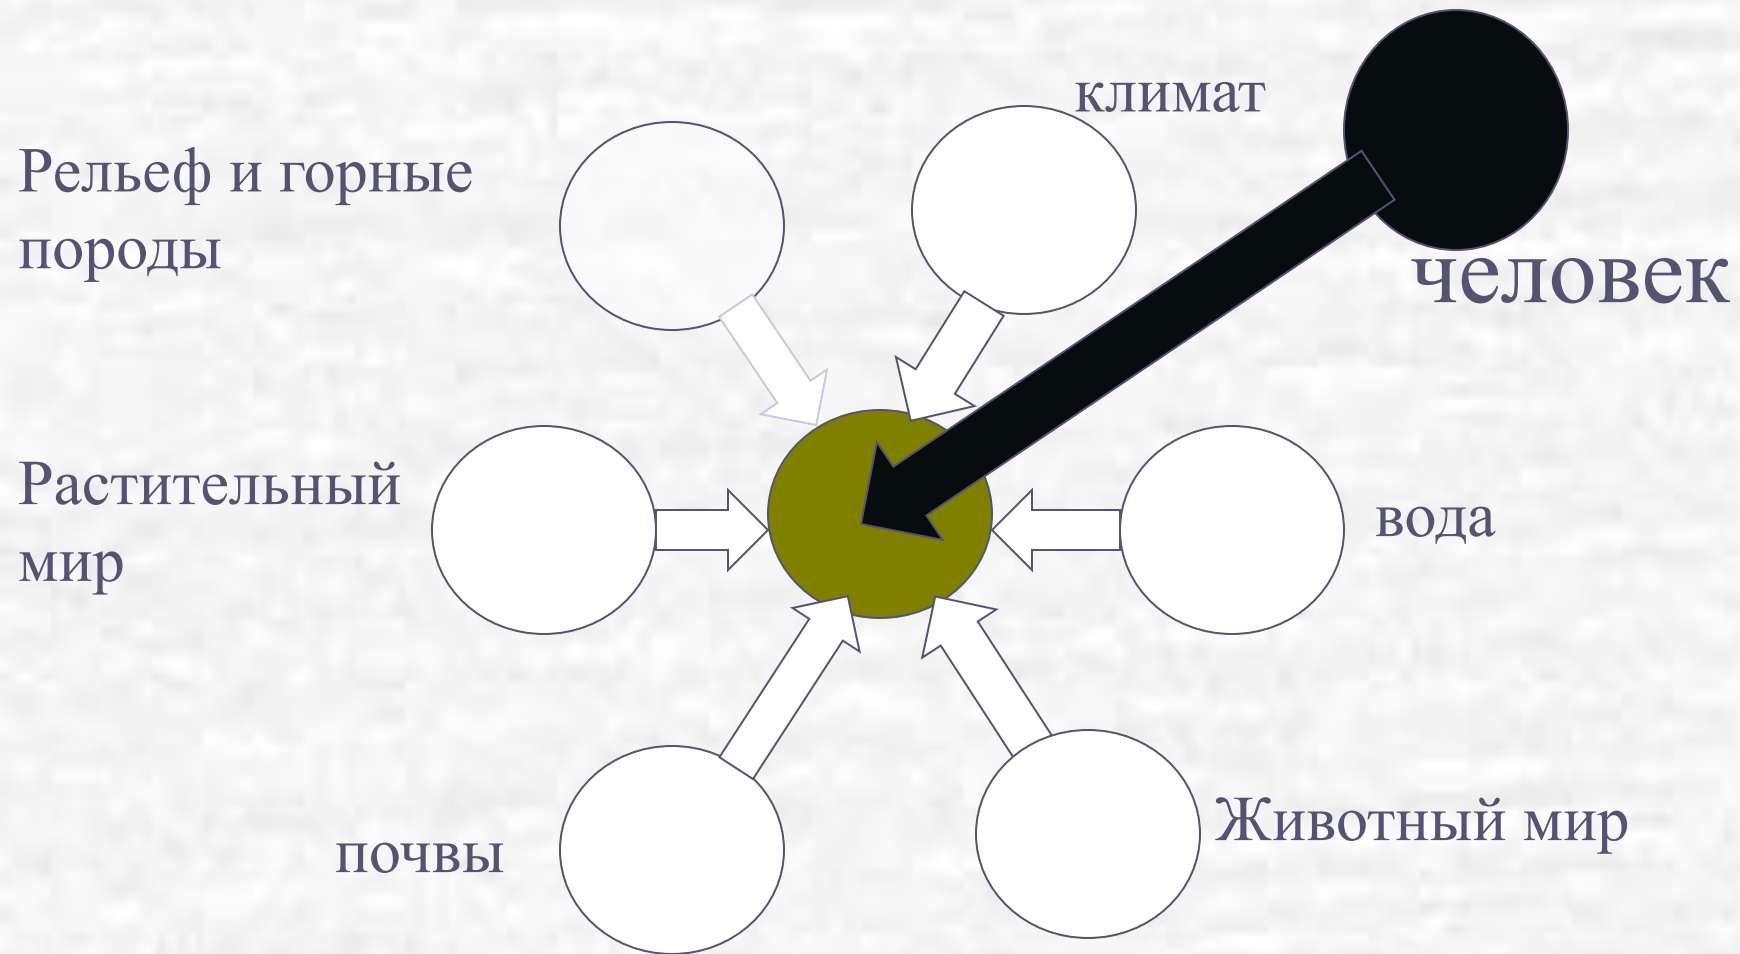 климат
Рельеф и горные
породы
человек
Растительный
мир
вода
Животный мир
почвы